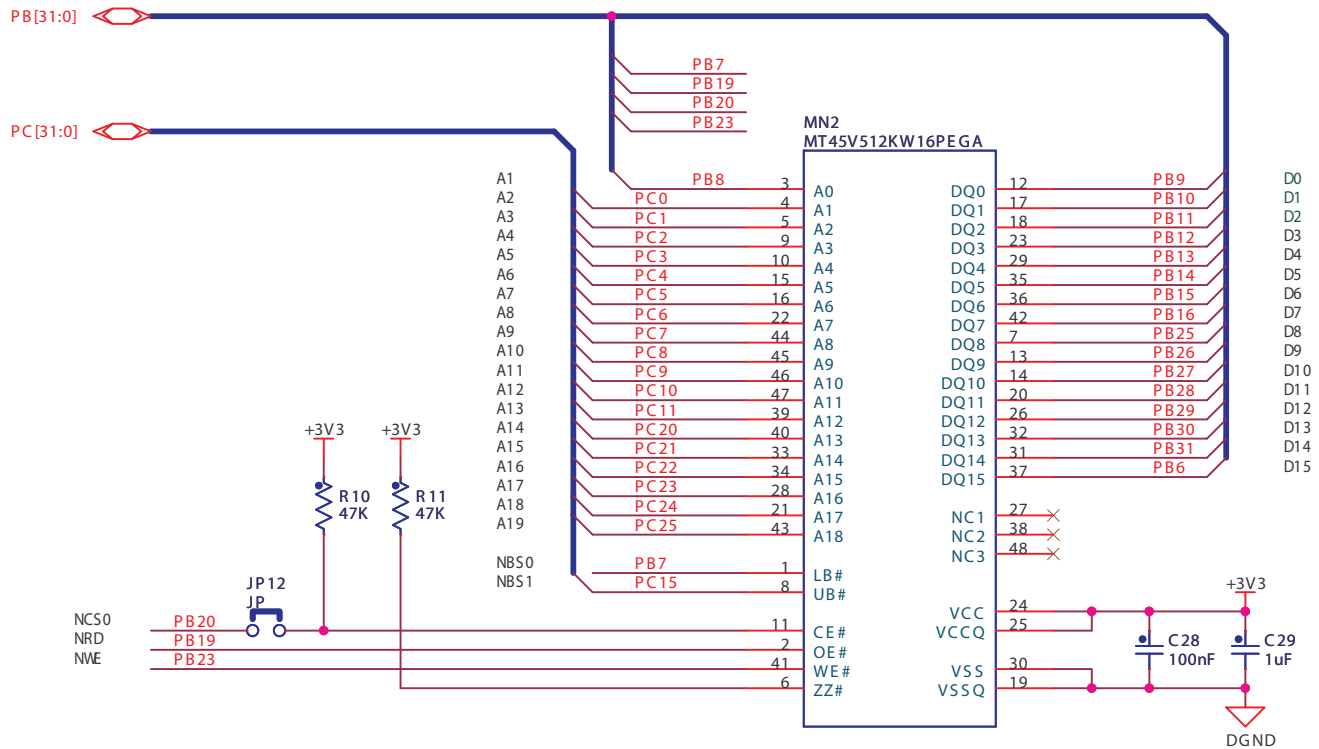 PB[31:0]
PB7
PB19
PB20
PB23
PC[31:0]
MN2
MT45V512KW16PEGA
A1 PB8 3 A0 DQ0 12 PB9 D0
A2 PC0 4 A1 DQ1 17 PB10 D1
A3 PC1 5 A2 DQ2 18 PB11 D2
A4 PC2 9 A3 DQ3 23 PB12 D3
A5 PC3 10 A4 DQ4 29 PB13 D4
A6 PC4 15 A5 DQ5 35 PB14 D5
A7 PC5 16 A6 DQ6 36 PB15 D6
A8 PC6 22 A7 DQ7 42 PB16 D7
A9 PC7 44 A8 DQ8 7 PB25 D8
A10 PC8 45 A9 DQ9 13 PB26 D9
A11 PC9 46 A10 DQ10 14 PB27 D10
A12 PC10 47 A11 DQ11 20 PB28 D11
A13 PC11 39 A12 DQ12 26 PB29 D12
A14 PC20 40 A13 DQ13 32 PB30 D13
A15 PC21 33 A14 DQ14 31 PB31 D14
A16 PC22 34 A15 DQ15 37 PB6 D15
A17 PC23 28 A16
A18 PC24 21 A17 NC1 27
A19 PC25 43 A18 NC2 38
NC3 48
+3V3 +3V3
R10 R11
47K 47K
NBS0 PB7 1 LB#
NBS1 PC15 8 UB#
JP12
JP
NCS0 PB20 11 CE#
NRD PB19 2 OE#
NWE PB23 41 WE#
6 ZZ#
+3V3
VCC 24
VCCQ 25
C28 C29
100nF 1uF
VSS 30
VSSQ 19
DGND